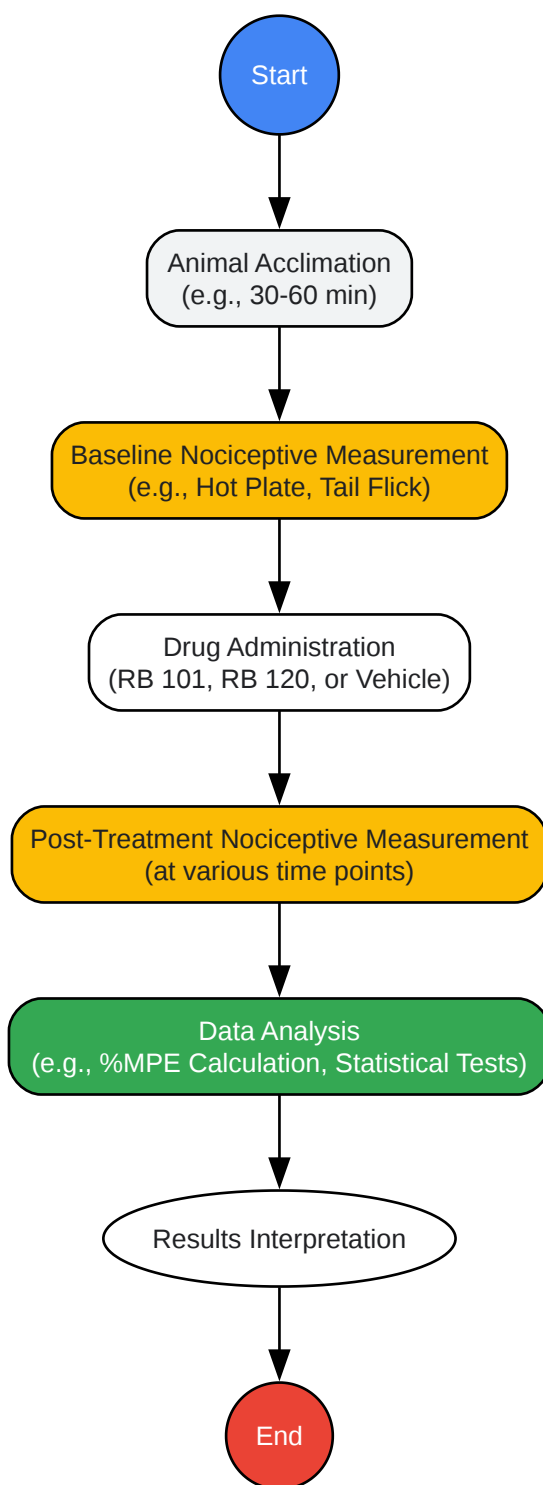 Start
Animal Acclimation
(e.g., 30-60 min)
Baseline Nociceptive Measurement
(e.g., Hot Plate, Tail Flick)
Drug Administration
(RB 101, RB 120, or Vehicle)
Post-Treatment Nociceptive Measurement
(at various time points)
Data Analysis
(e.g., %MPE Calculation, Statistical Tests)
Results Interpretation
End